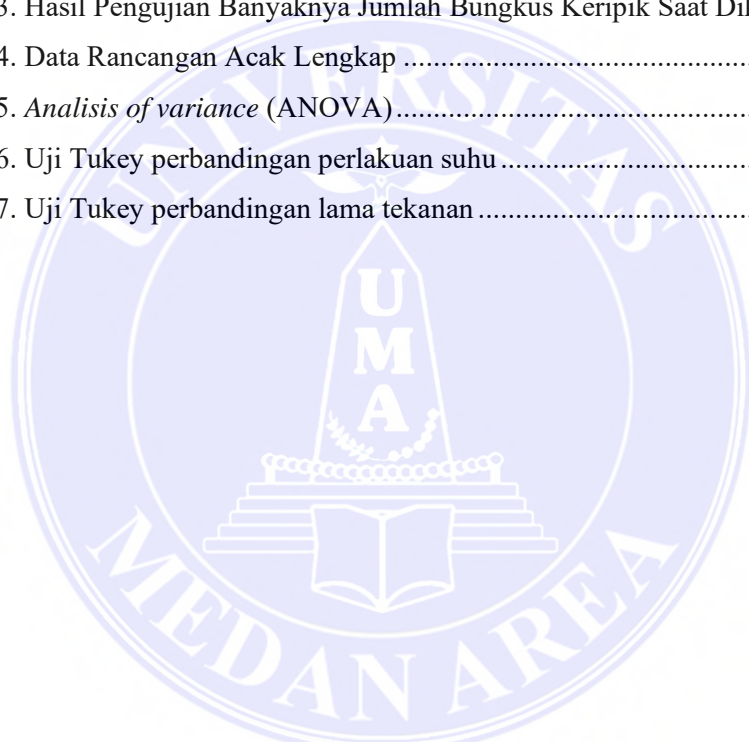 3. Hasil Pengujian Banyaknya Jumlah Bungkus Keripik Saat
4. Data Rancangan Acak Lengkap ................................................
5. Analisis of variance (ANOVA) ................................................
6. Uji Tukey perbandingan perlakuan suhu ...................................
7. Uji Tukey perbandingan lama tekanan ......................................
UNIVERSITAS
UMA
MEDAN AREA